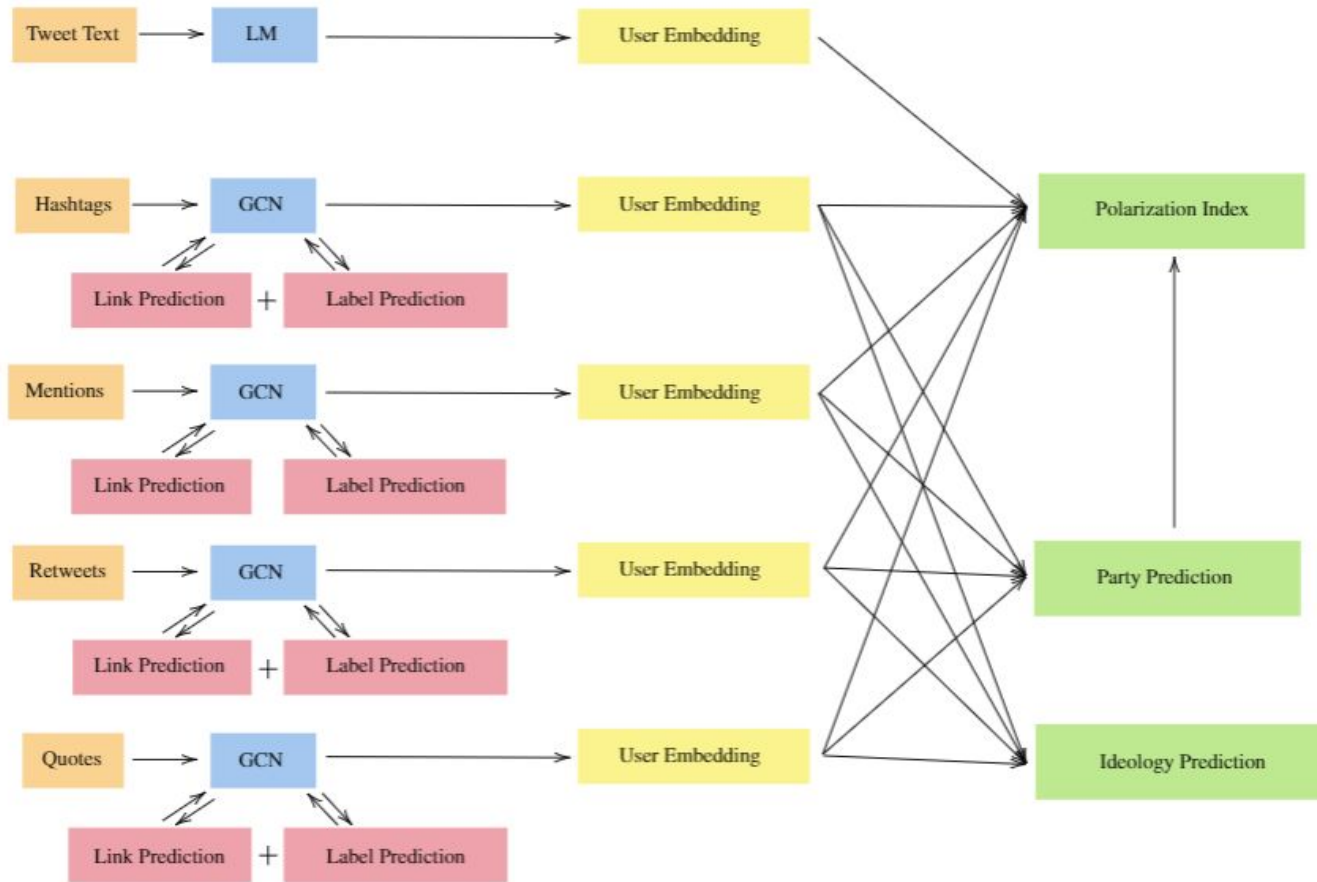 Tweet Text
LM
User Embedding
Hashtags
GCN
User Embedding
Polarization Index
Link Prediction + Label Prediction
Mentions
GCN
User Embedding
Link Prediction
Label Prediction
Retweets
GCN
User Embedding
Party Prediction
Link Prediction + Label Prediction
Quotes
GCN
User Embedding
Ideology Prediction
Link Prediction + Label Prediction